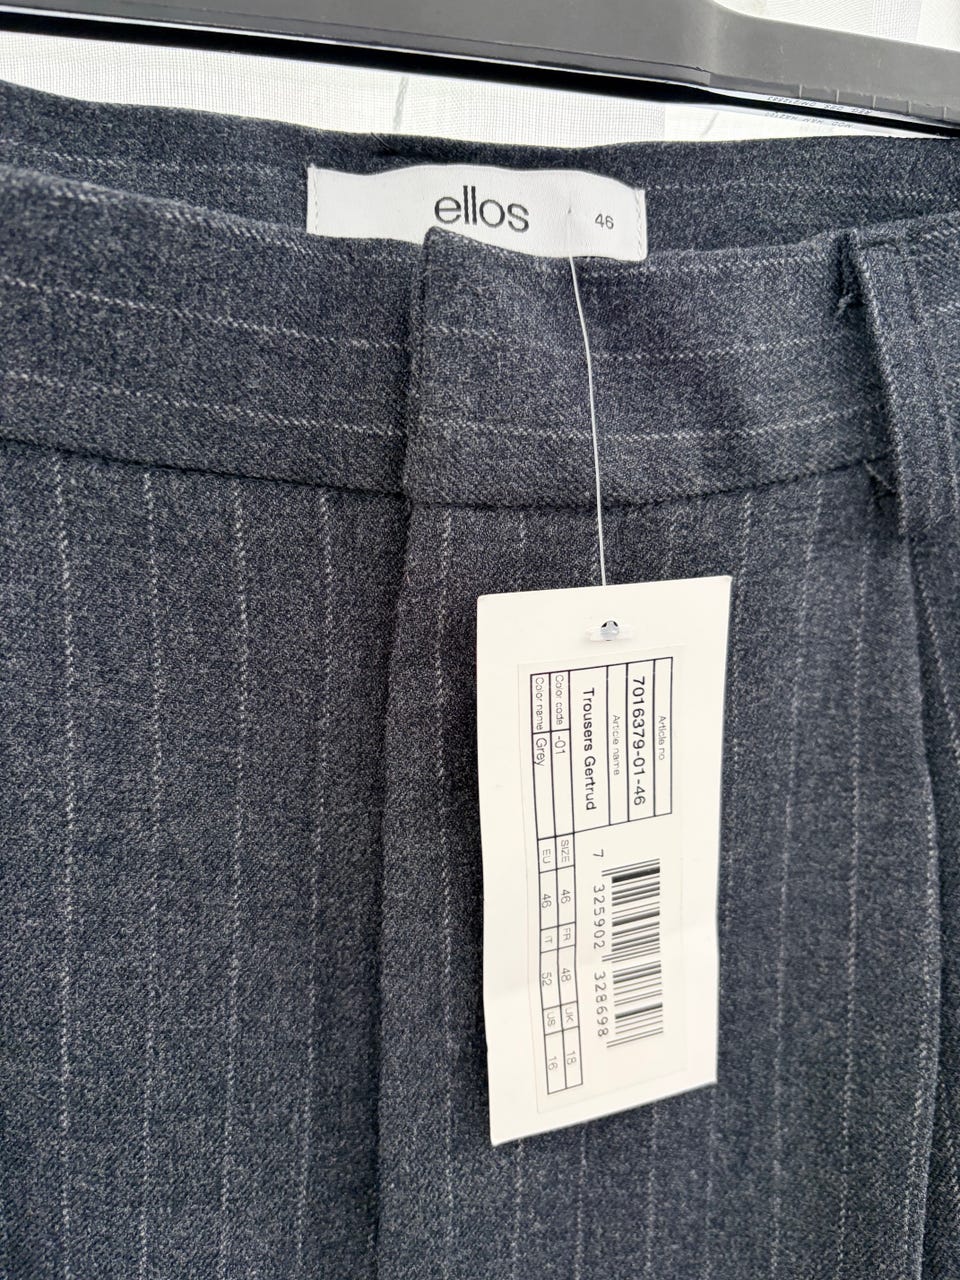 ellos
46
Article no
7016379-01-46
Article name
Trousers Gertrud
Color code -01
Color name Grey
SIZE 46 FR 48 UK 18
EU 46 IT 52 US 16
7 325902 328698